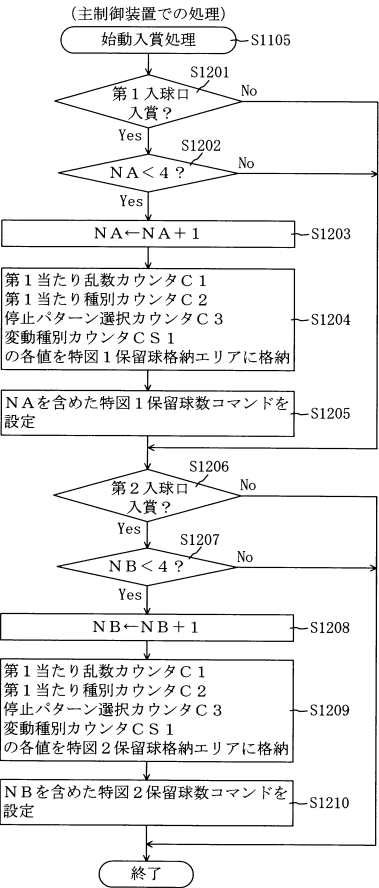 （主制御装置での処理）
始動入賞処理
S1105
S1201
第１入球口
入賞？
No
Yes
S1202
ＮＡ＜４？
No
Yes
ＮＡ←ＮＡ＋１
S1203
第１当たり乱数カウンタＣ１
第１当たり種別カウンタＣ２
停止パターン選択カウンタＣ３
変動種別カウンタＣＳ１
の各値を特図１保留球格納エリアに格納
S1204
ＮＡを含めた特図１保留球数コマンドを
設定
S1205
S1206
第２入球口
入賞？
No
Yes
S1207
ＮＢ＜４？
No
Yes
ＮＢ←ＮＢ＋１
S1208
第１当たり乱数カウンタＣ１
第１当たり種別カウンタＣ２
停止パターン選択カウンタＣ３
変動種別カウンタＣＳ１
の各値を特図２保留球格納エリアに格納
S1209
ＮＢを含めた特図２保留球数コマンドを
設定
S1210
終了